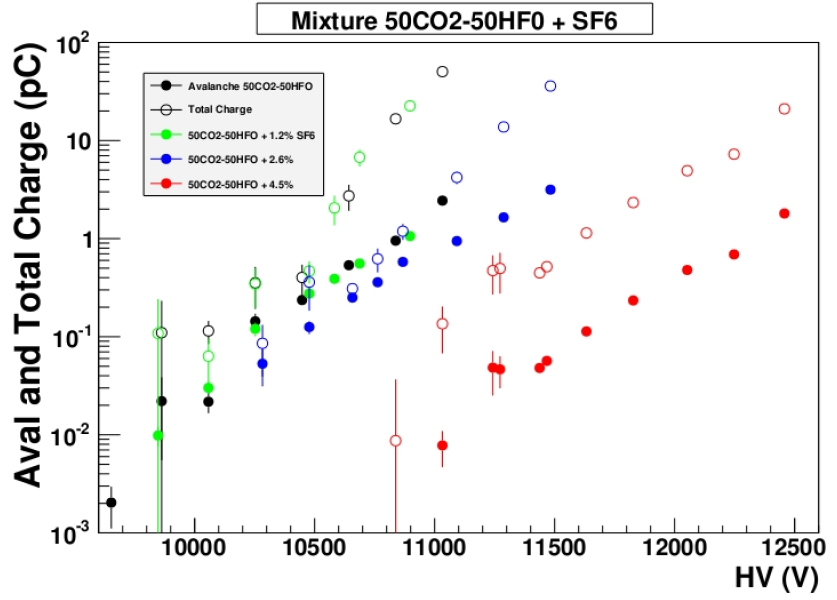 Mixture 50CO2-50HF0 + SF6
Aval and Total Charge (pC)
10²
10
1
10⁻¹
10⁻²
10⁻³
Avalanche 50CO2-50HFO
Total Charge
50CO2-50HFO + 1.2% SF6
50CO2-50HFO + 2.6%
50CO2-50HFO + 4.5%
10000 10500 11000 11500 12000 12500
HV (V)